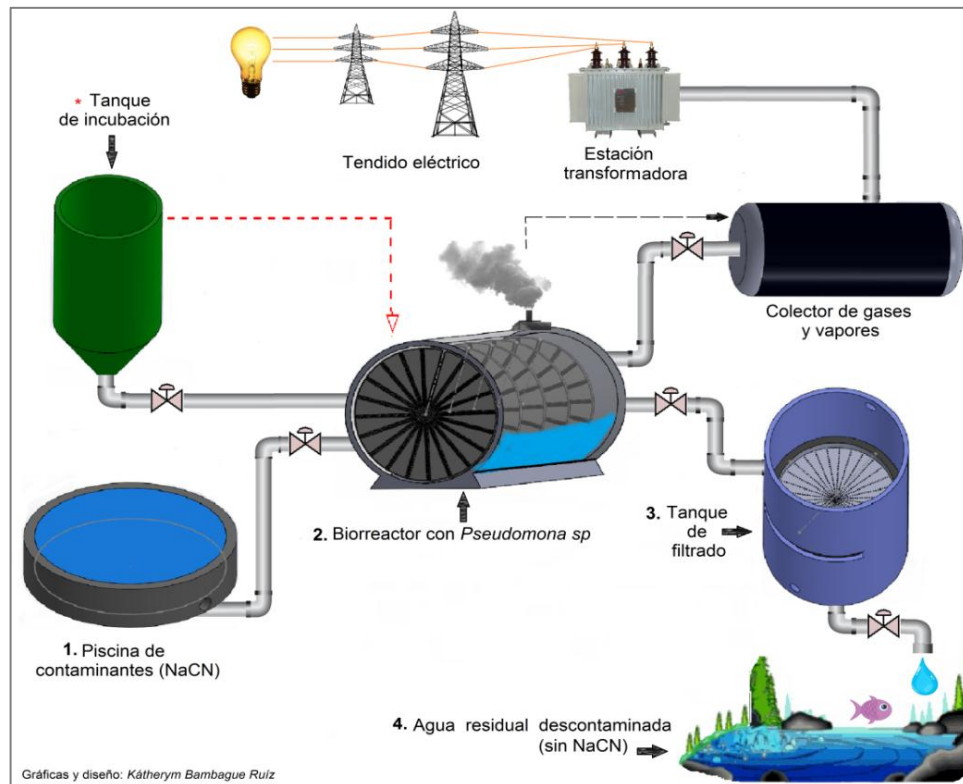 * Tanque
de incubación
Tendido eléctrico
Estación
transformadora
Colector de gases
y vapores
2. Biorreactor con Pseudomona sp
3. Tanque
de
filtrado
1. Piscina de
contaminantes (NaCN)
4. Agua residual descontaminada
(sin NaCN)
Gráficas y diseño: Kátherym Bambague Ruíz